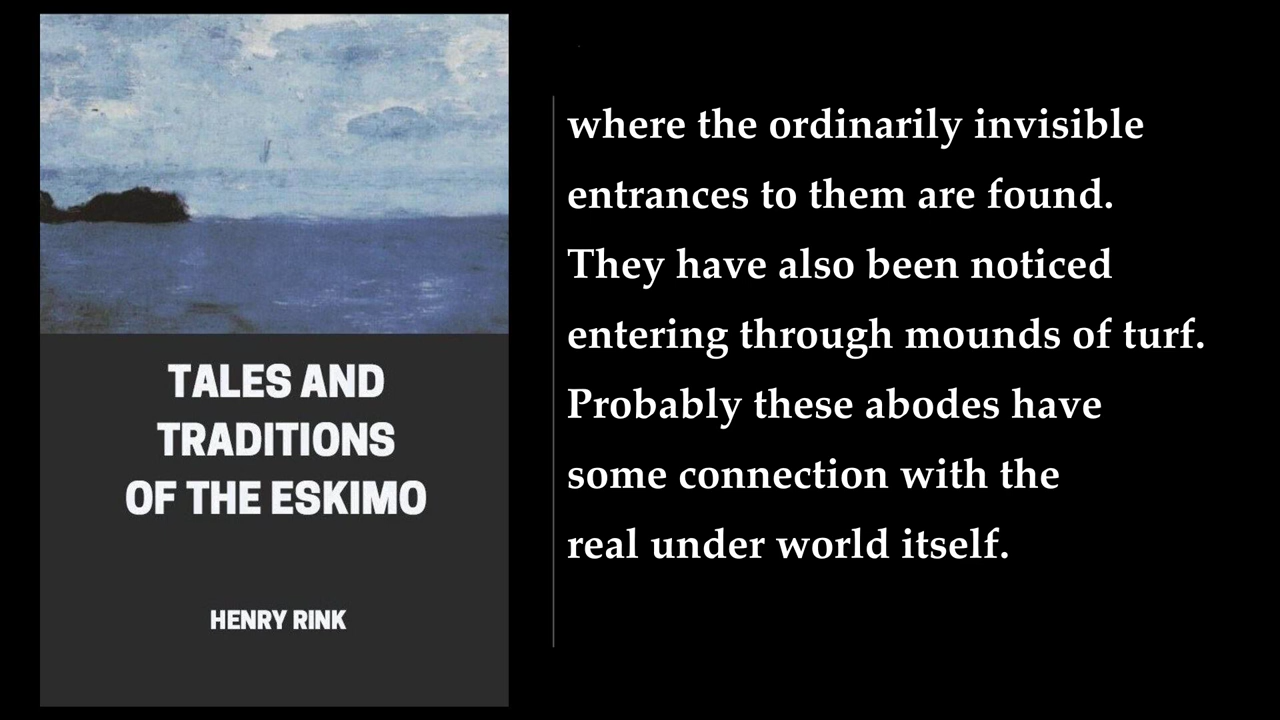 TALES AND
TRADITIONS
OF THE ESKIMO
HENRY RINK
where the ordinarily invisible
entrances to them are found.
They have also been noticed
entering through mounds of turf.
Probably these abodes have
some connection with the
real under world itself.